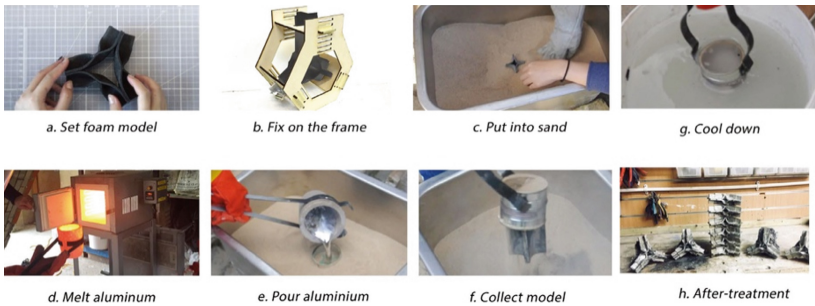 a. Set foam model
b. Fix on the frame
c. Put into sand
g. Cool down
d. Melt aluminum
e. Pour aluminium
f. Collect model
h. After-treatment